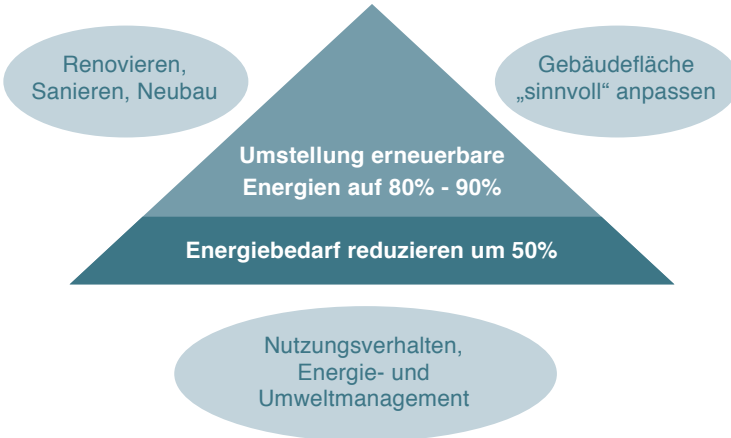 Renovieren,
Sanieren, Neubau
Gebäudefläche
„sinnvoll“ anpassen
Umstellung erneuerbare
Energien auf 80% - 90%
Energiebedarf reduzieren um 50%
Nutzungsverhalten,
Energie- und
Umweltmanagement